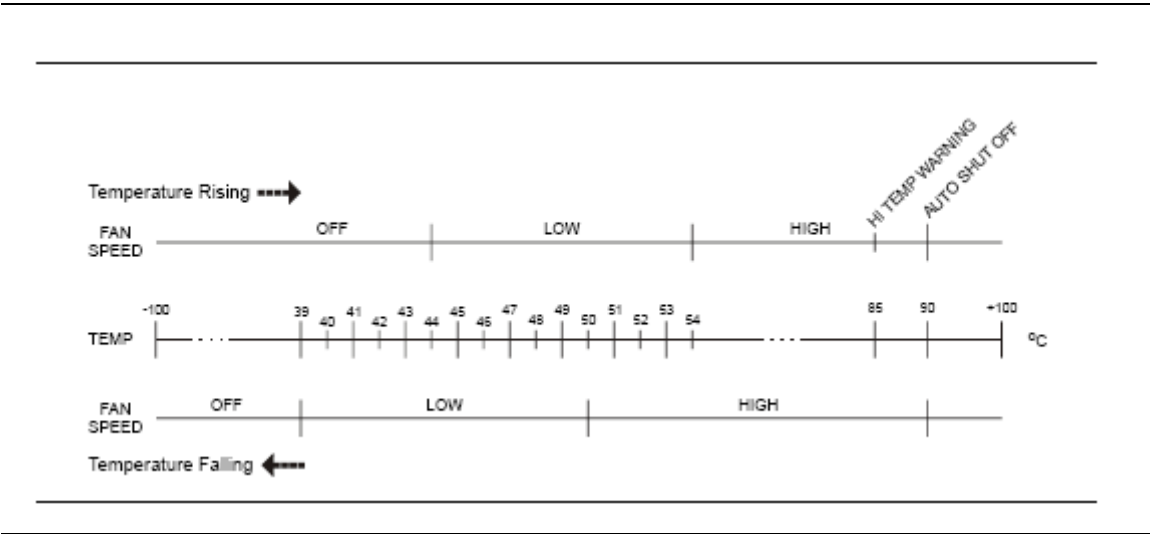 HI TEMP WARNING
AUTO SHUT OFF
Temperature Rising
FAN SPEED
OFF LOW HIGH
-100 39 40 41 42 43 44 45 46 47 48 49 50 51 52 53 54 85 90 +100
TEMP
ºC
FAN SPEED
OFF LOW HIGH
Temperature Falling